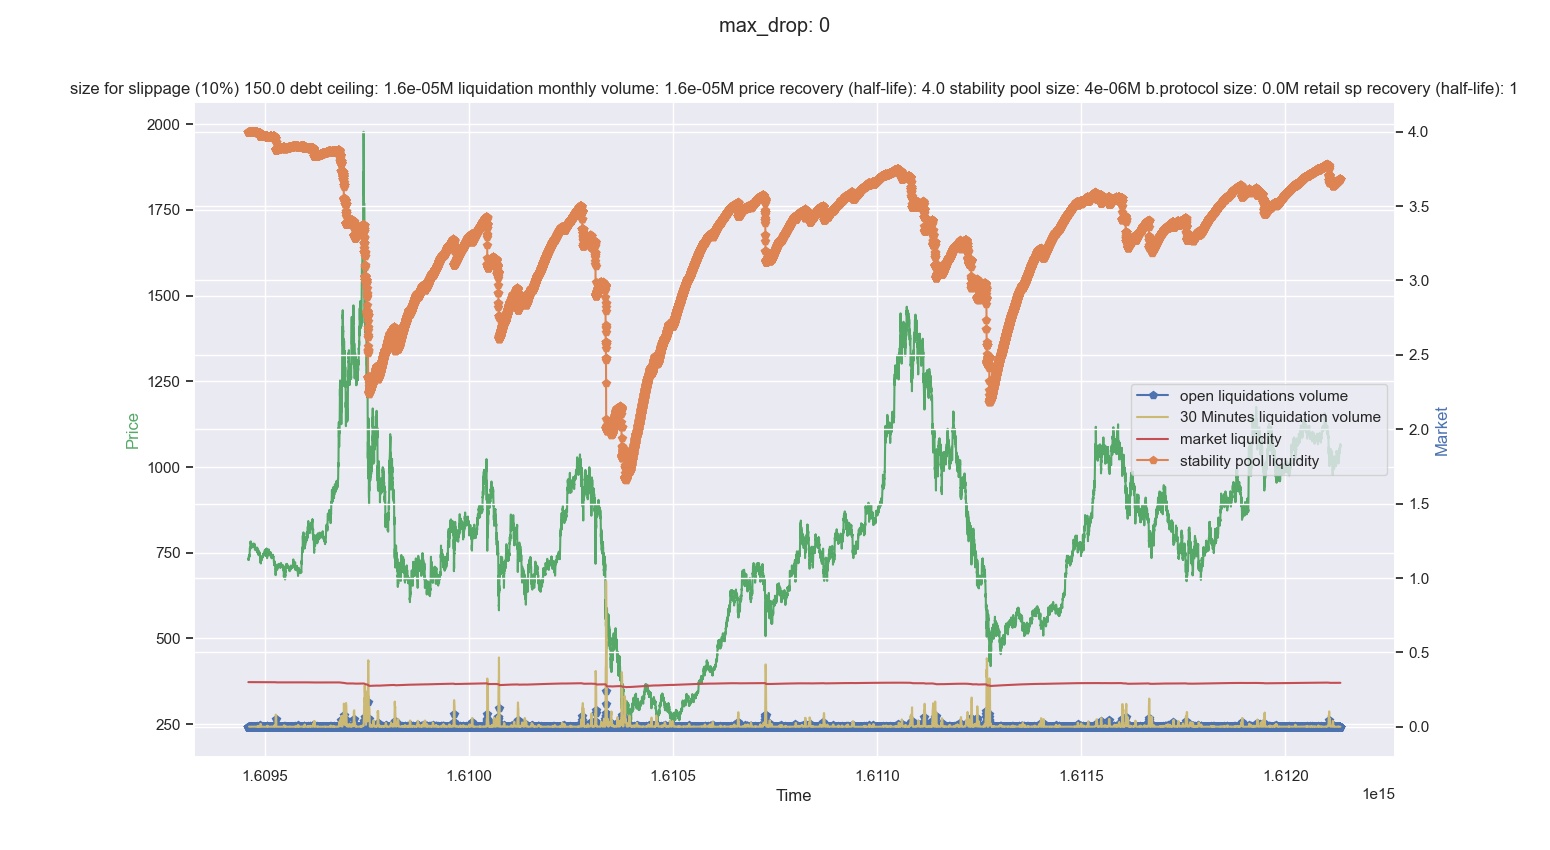 max_drop: 0
size for slippage (10%) 150.0 debt ceiling: 1.6e-05M liquidation monthly volume: 1.6e-05M price recovery (half-life): 4.0 stability pool size: 4e-06M b.protocol size: 0.0M retail sp recovery (half-life): 1
2000
1750
1500
1250
1000
750
500
250
Price
4.0
3.5
3.0
2.5
2.0
1.5
1.0
0.5
0.0
Market
open liquidations volume
30 Minutes liquidation volume
market liquidity
stability pool liquidity
1.6095 1.6100 1.6105 1.6110 1.6115 1.6120
Time
1e15